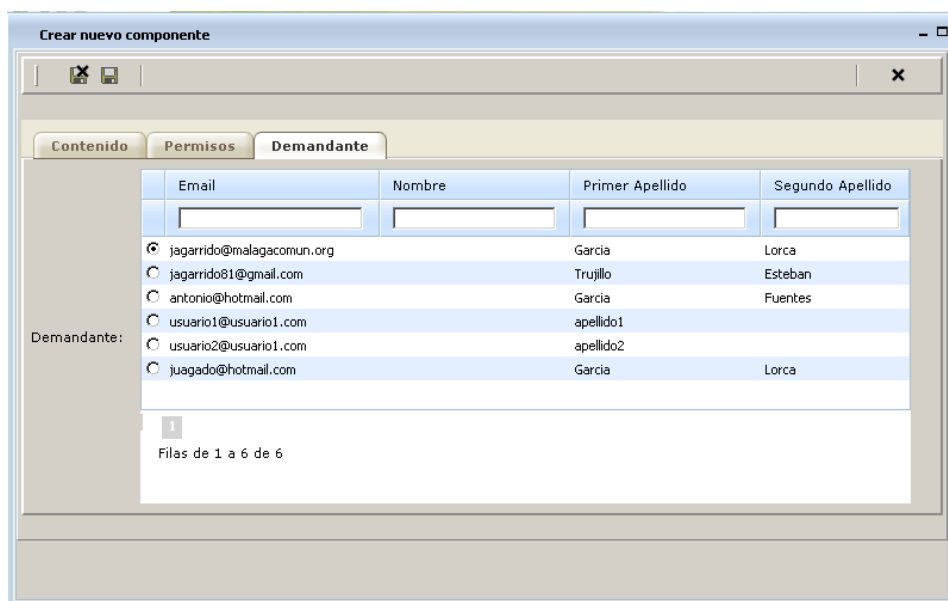 Crear nuevo componente
Contenido Permisos Demandante
Email Nombre Primer Apellido Segundo Apellido
jagarrido@malagacomun.org Garcia Lorca
jagarrido81@gmail.com Trujillo Esteban
antonio@hotmail.com Garcia Fuentes
usuario1@usuario1.com apellido1
Demandante:
usuario2@usuario1.com apellido2
juagado@hotmail.com Garcia Lorca
1
Filas de 1 a 6 de 6